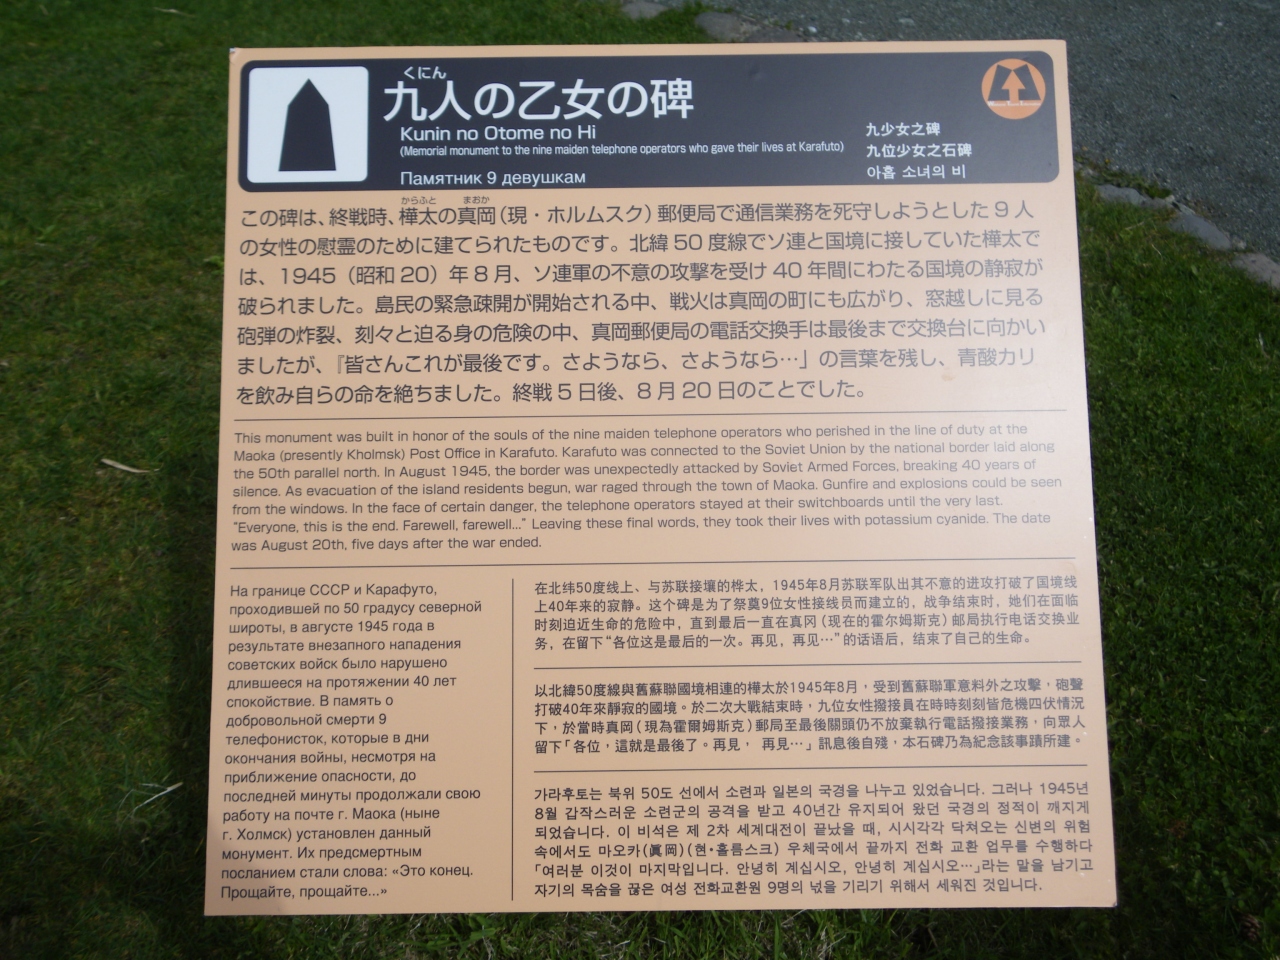 くにん
九人の乙女の碑
Kunin no Otome no Hi
(Memorial monument to the nine maiden telephone operators who gave their lives at Karafuto)
Памятник 9 девушкам
九少女之碑
九位少女之石碑
아홉 소녀의 비
からふと まおか
この碑は、終戦時、樺太の真岡(現・ホルムスク)郵便局で通信業務を死守しようとした9人
の女性の慰霊のために建てられたものです。北緯50度線でソ連と国境に接していた樺太で
は、1945(昭和20)年8月、ソ連軍の不意の攻撃を受け40年間にわたる国境の静寂が
破られました。島民の緊急疎開が開始される中、戦火は真岡の町にも広がり、窓越しに見る
砲弾の炸裂、刻々と迫る身の危険の中、真岡郵便局の電話交換手は最後まで交換台に向かい
ましたが、『皆さんこれが最後です。さようなら、さようなら…」の言葉を残し、青酸カリ
を飲み自らの命を絶ちました。終戦5日後、8月20日のことでした。
This monument was built in honor of the souls of the nine maiden telephone operators who perished in the line of duty at the
Maoka (presently Kholmsk) Post Office in Karafuto. Karafuto was connected to the Soviet Union by the national border laid along
the 50th parallel north. In August 1945, the border was unexpectedly attacked by Soviet Armed Forces, breaking 40 years of
silence. As evacuation of the island residents begun, war raged through the town of Maoka. Gunfire and explosions could be seen
from the windows. In the face of certain danger, the telephone operators stayed at their switchboards until the very last.
"Everyone, this is the end. Farewell, farewell..." Leaving these final words, they took their lives with potassium cyanide. The date
was August 20th, five days after the war ended.
На границе СССР и Карафуто,
проходившей по 50 градусу северной
широты, в августе 1945 года в
результате внезапного нападения
советских войск было нарушено
длившееся на протяжении 40 лет
спокойствие. В память о
добровольной смерти 9
телефонисток, которые в дни
окончания войны, несмотря на
приближение опасности, до
последней минуты продолжали свою
работу на почте г. Маока (ныне
г. Холмск) установлен данный
монумент. Их предсмертным
посланием стали слова: «Это конец.
Прощайте, прощайте...»
在北纬50度线上、与苏联接壤的桦太，1945年8月苏联军队出其不意的进攻打破了国境线
上40年来的寂静。这个碑是为了祭奠9位女性接线员而建立的，战争结束时，她们在面临
时刻迫近生命的危险中，直到最后一直在真冈（现在的霍尔姆斯克）邮局执行电话交换业
务，在留下“各位这是最后的一次。再见，再见…”的话语后，结束了自己的生命。
以北緯50度線與舊蘇聯國境相連的樺太於1945年8月，受到舊蘇聯軍意料外之攻擊，砲聲
打破40年來靜寂的國境。於二次大戰結束時，九位女性撥接員在時時刻刻皆危機四伏情況
下，於當時真岡（現為霍爾姆斯克）郵局至最後關頭仍不放棄執行電話撥接業務，向眾人
留下「各位，這就是最後了。再見，再見…」訊息後自殘，本石碑乃為紀念該事蹟所建。
가라후토는 북위 50도 선에서 소련과 일본의 국경을 나누고 있었습니다. 그러나 1945년
8월 갑작스러운 소련군의 공격을 받고 40년간 유지되어 왔던 국경의 정적이 깨지게
되었습니다. 이 비석은 제 2차 세계대전이 끝났을 때, 시시각각 닥쳐오는 신변의 위험
속에서도 마오카(眞岡)(현·홀름스크) 우체국에서 끝까지 전화 교환 업무를 수행하다
「여러분 이것이 마지막입니다. 안녕히 계십시오, 안녕히 계십시오…」라는 말을 남기고
자기의 목숨을 끊은 여성 전화교환원 9명의 넋을 기리기 위해서 세워진 것입니다.